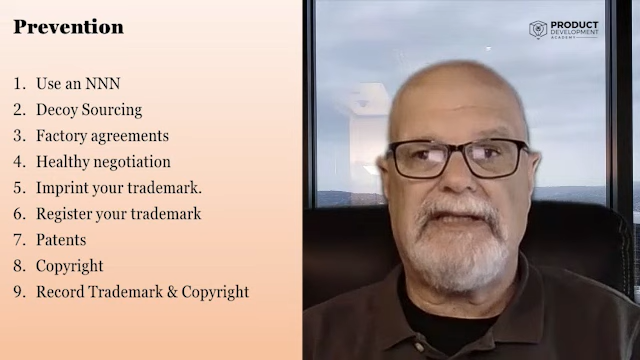 Prevention
1. Use an NNN
2. Decoy Sourcing
3. Factory agreements
4. Healthy negotiation
5. Imprint your trademark.
6. Register your trademark
7. Patents
8. Copyright
9. Record Trademark & Copyright
PRODUCT
DEVELOPMENT
ACADEMY